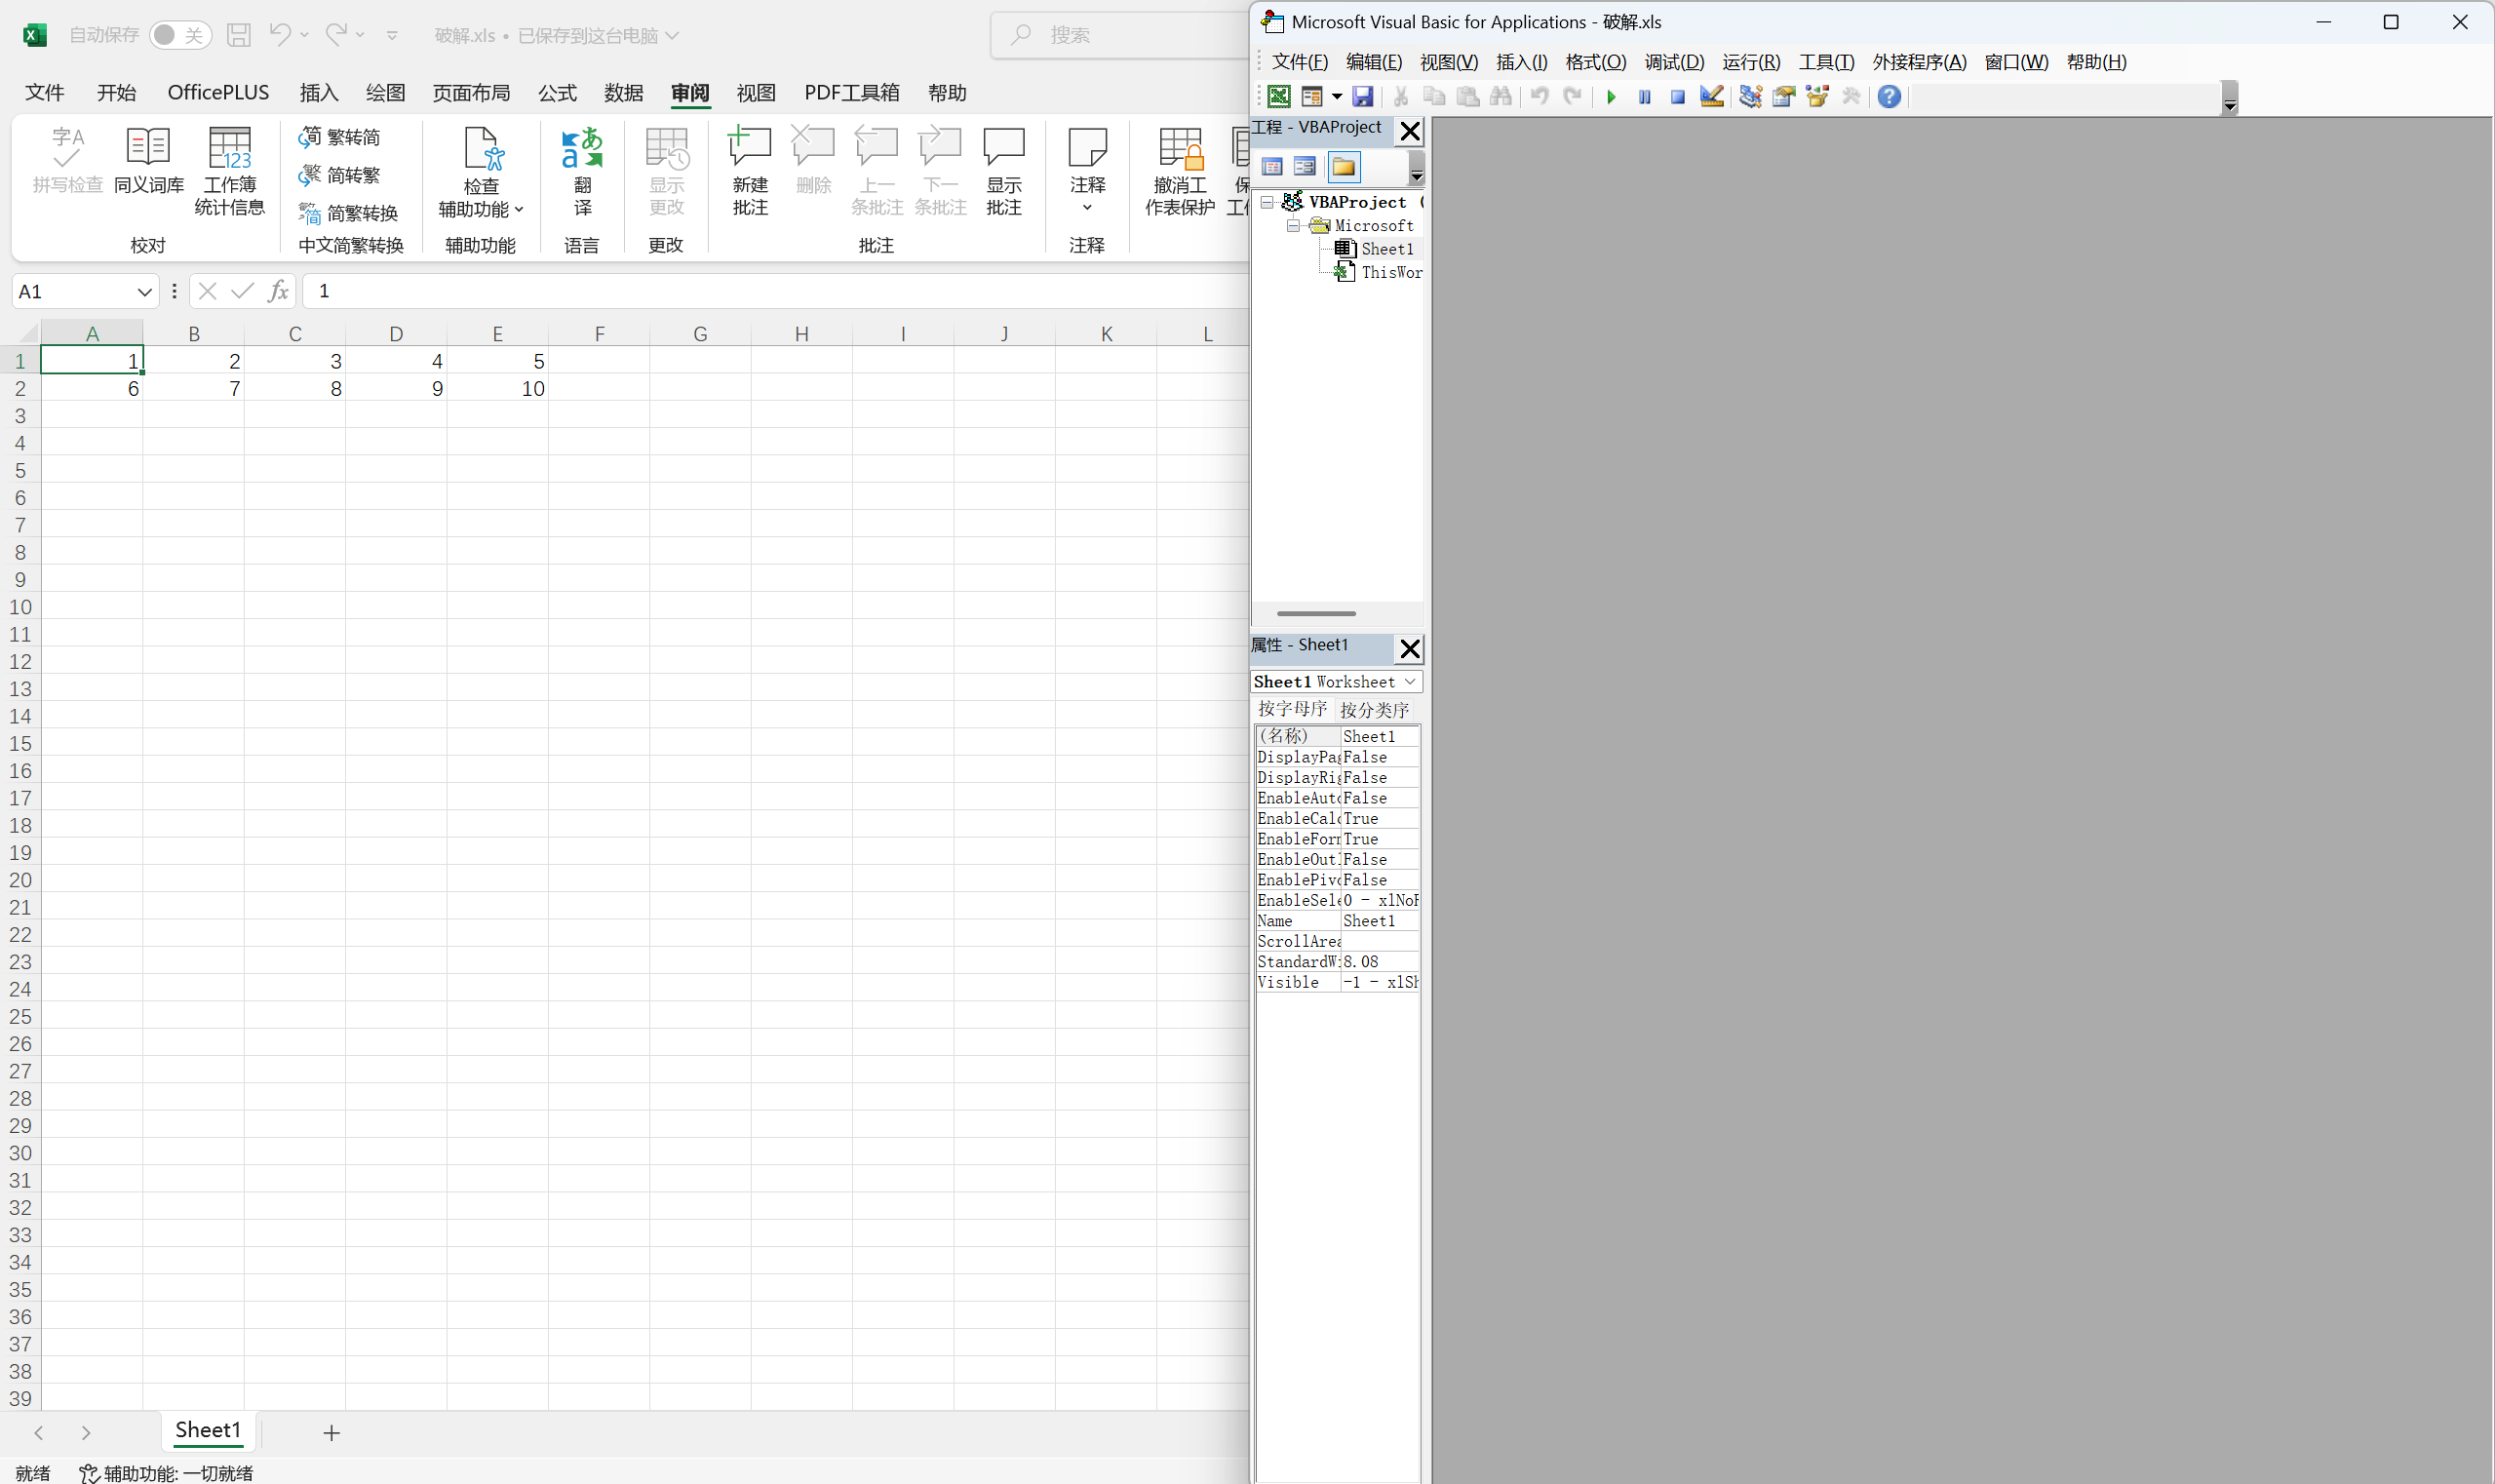 自动保存 关 破解.xls • 已保存到这台电脑 搜索
文件 开始 OfficePLUS 插入 绘图 页面布局 公式 数据 审阅 视图 PDF工具箱 帮助
拼写检查 同义词库 工作簿统计信息
校对
繁转简
简转繁
简繁转换
中文简繁转换
检查辅助功能
辅助功能
翻译
语言
显示更改
更改
新建批注 删除 上一条批注 下一条批注 显示批注
批注
注释
注释
撤消工作表保护
A1 fx 1
A B C D E F G H I J K L
1 1 2 3 4 5
2 6 7 8 9 10
3
4
5
6
7
8
9
10
11
12
13
14
15
16
17
18
19
20
21
22
23
24
25
26
27
28
29
30
31
32
33
34
35
36
37
38
39
Sheet1
就绪 辅助功能: 一切就绪
Microsoft Visual Basic for Applications - 破解.xls
文件(F) 编辑(E) 视图(V) 插入(I) 格式(O) 调试(D) 运行(R) 工具(T) 外接程序(A) 窗口(W) 帮助(H)
工程 - VBAProject
VBAProject (
Microsoft
Sheet1
ThisWor
属性 - Sheet1
Sheet1 Worksheet
按字母序 按分类序
(名称) Sheet1
DisplayPag False
DisplayRig False
EnableAuto False
EnableCalc True
EnableForm True
EnableOutl False
EnablePivo False
EnableSele 0 - xlNoR
Name Sheet1
ScrollArea
StandardWi 8.08
Visible -1 - xlSh